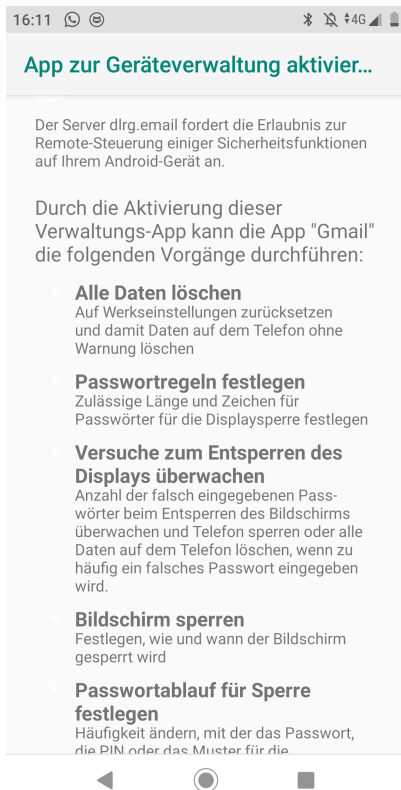 16:11 4G
App zur Geräteverwaltung aktivier...
Der Server dlrg.email fordert die Erlaubnis zur
Remote-Steuerung einiger Sicherheitsfunktionen
auf Ihrem Android-Gerät an.
Durch die Aktivierung dieser
Verwaltungs-App kann die App "Gmail"
die folgenden Vorgänge durchführen:
Alle Daten löschen
Auf Werkseinstellungen zurücksetzen
und damit Daten auf dem Telefon ohne
Warnung löschen
Passwortregeln festlegen
Zulässige Länge und Zeichen für
Passwörter für die Displaysperre festlegen
Versuche zum Entsperren des
Displays überwachen
Anzahl der falsch eingegebenen Pass-
wörter beim Entsperren des Bildschirms
überwachen und Telefon sperren oder alle
Daten auf dem Telefon löschen, wenn zu
häufig ein falsches Passwort eingegeben
wird.
Bildschirm sperren
Festlegen, wie und wann der Bildschirm
gesperrt wird
Passwortablauf für Sperre
festlegen
Häufigkeit ändern, mit der das Passwort,
die PIN oder das Muster für die